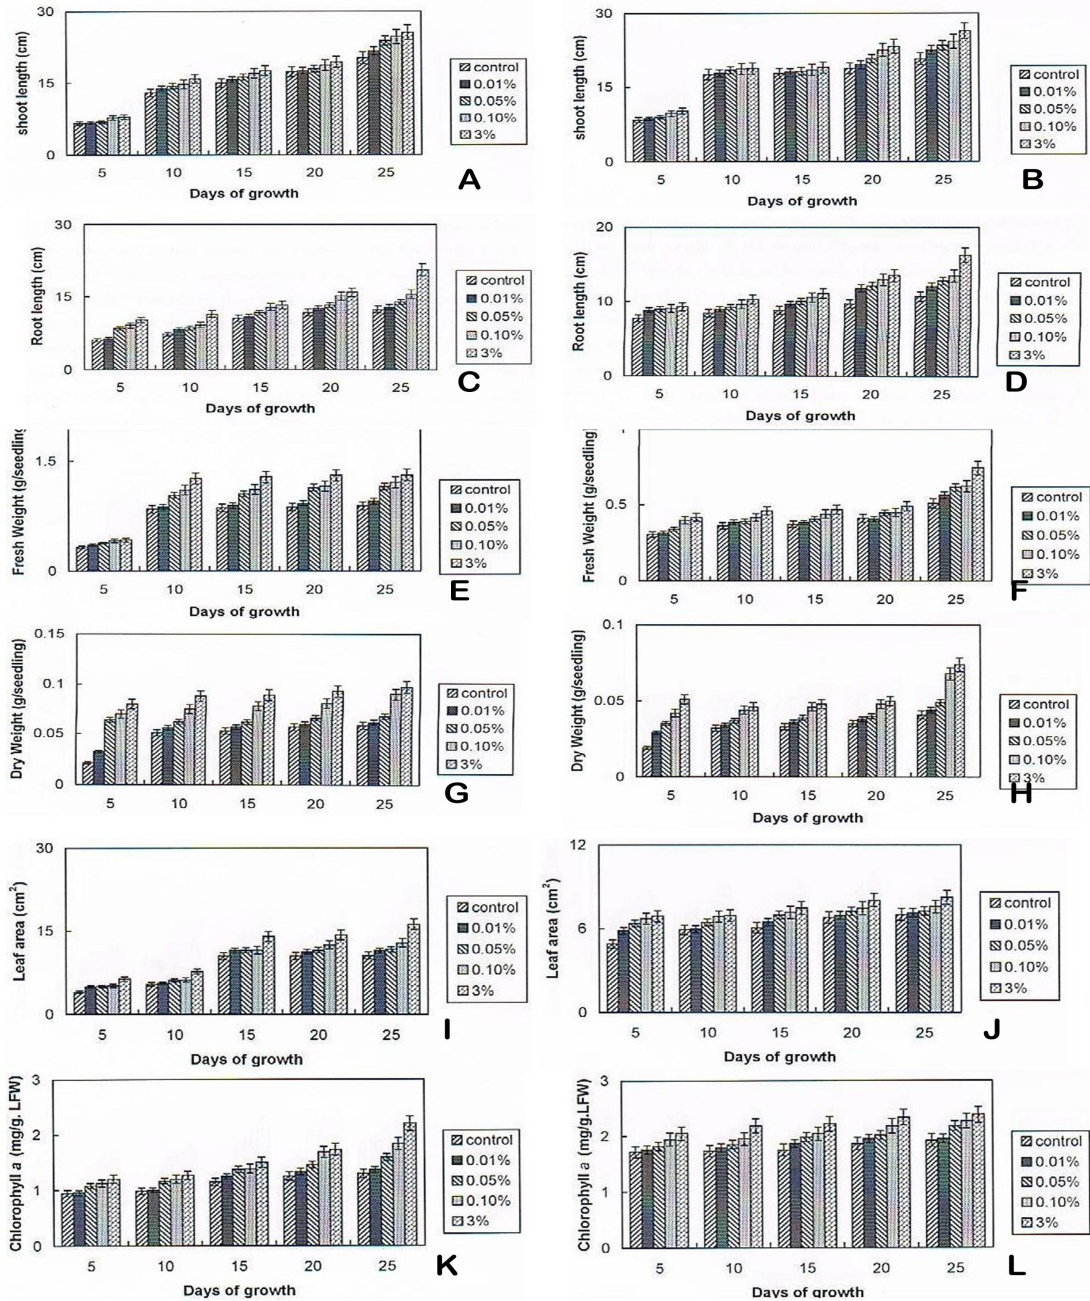 30
15
0
shoot length (cm)
5 10 15 20 25
Days of growth
control
0.01%
0.05%
0.10%
3%
A
30
15
0
shoot length (cm)
5 10 15 20 25
Days of growth
control
0.01%
0.05%
0.10%
3%
B
30
15
0
Root length (cm)
5 10 15 20 25
Days of growth
control
0.01%
0.05%
0.10%
3%
C
20
10
0
Root length (cm)
5 10 15 20 25
Days of growth
control
0.01%
0.05%
0.10%
3%
D
1.5
0
Fresh Weight (g/seedling)
5 10 15 20 25
Days of growth
control
0.01%
0.05%
0.10%
3%
E
0.5
0
Fresh Weight (g/seedling)
5 10 15 20 25
Days of growth
control
0.01%
0.05%
0.10%
3%
F
0.15
0.1
0.05
0
Dry Weight (g/seedling)
5 10 15 20 25
Days of growth
control
0.01%
0.05%
0.10%
3%
G
0.1
0.05
0
Dry Weight (g/seedling)
5 10 15 20 25
Days of growth
control
0.01%
0.05%
0.10%
3%
H
30
15
0
Leaf area (cm²)
5 10 15 20 25
Days of growth
control
0.01%
0.05%
0.10%
3%
I
12
6
0
Leaf area (cm²)
5 10 15 20 25
Days of growth
control
0.01%
0.05%
0.10%
3%
J
3
2
1
0
Chlorophyll a (mg/g. LFW)
5 10 15 20 25
Days of growth
control
0.01%
0.05%
0.10%
3%
K
3
2
1
0
Chlorophyll a (mg/g.LFW)
5 10 15 20 25
Days of growth
control
0.01%
0.05%
0.10%
3%
L